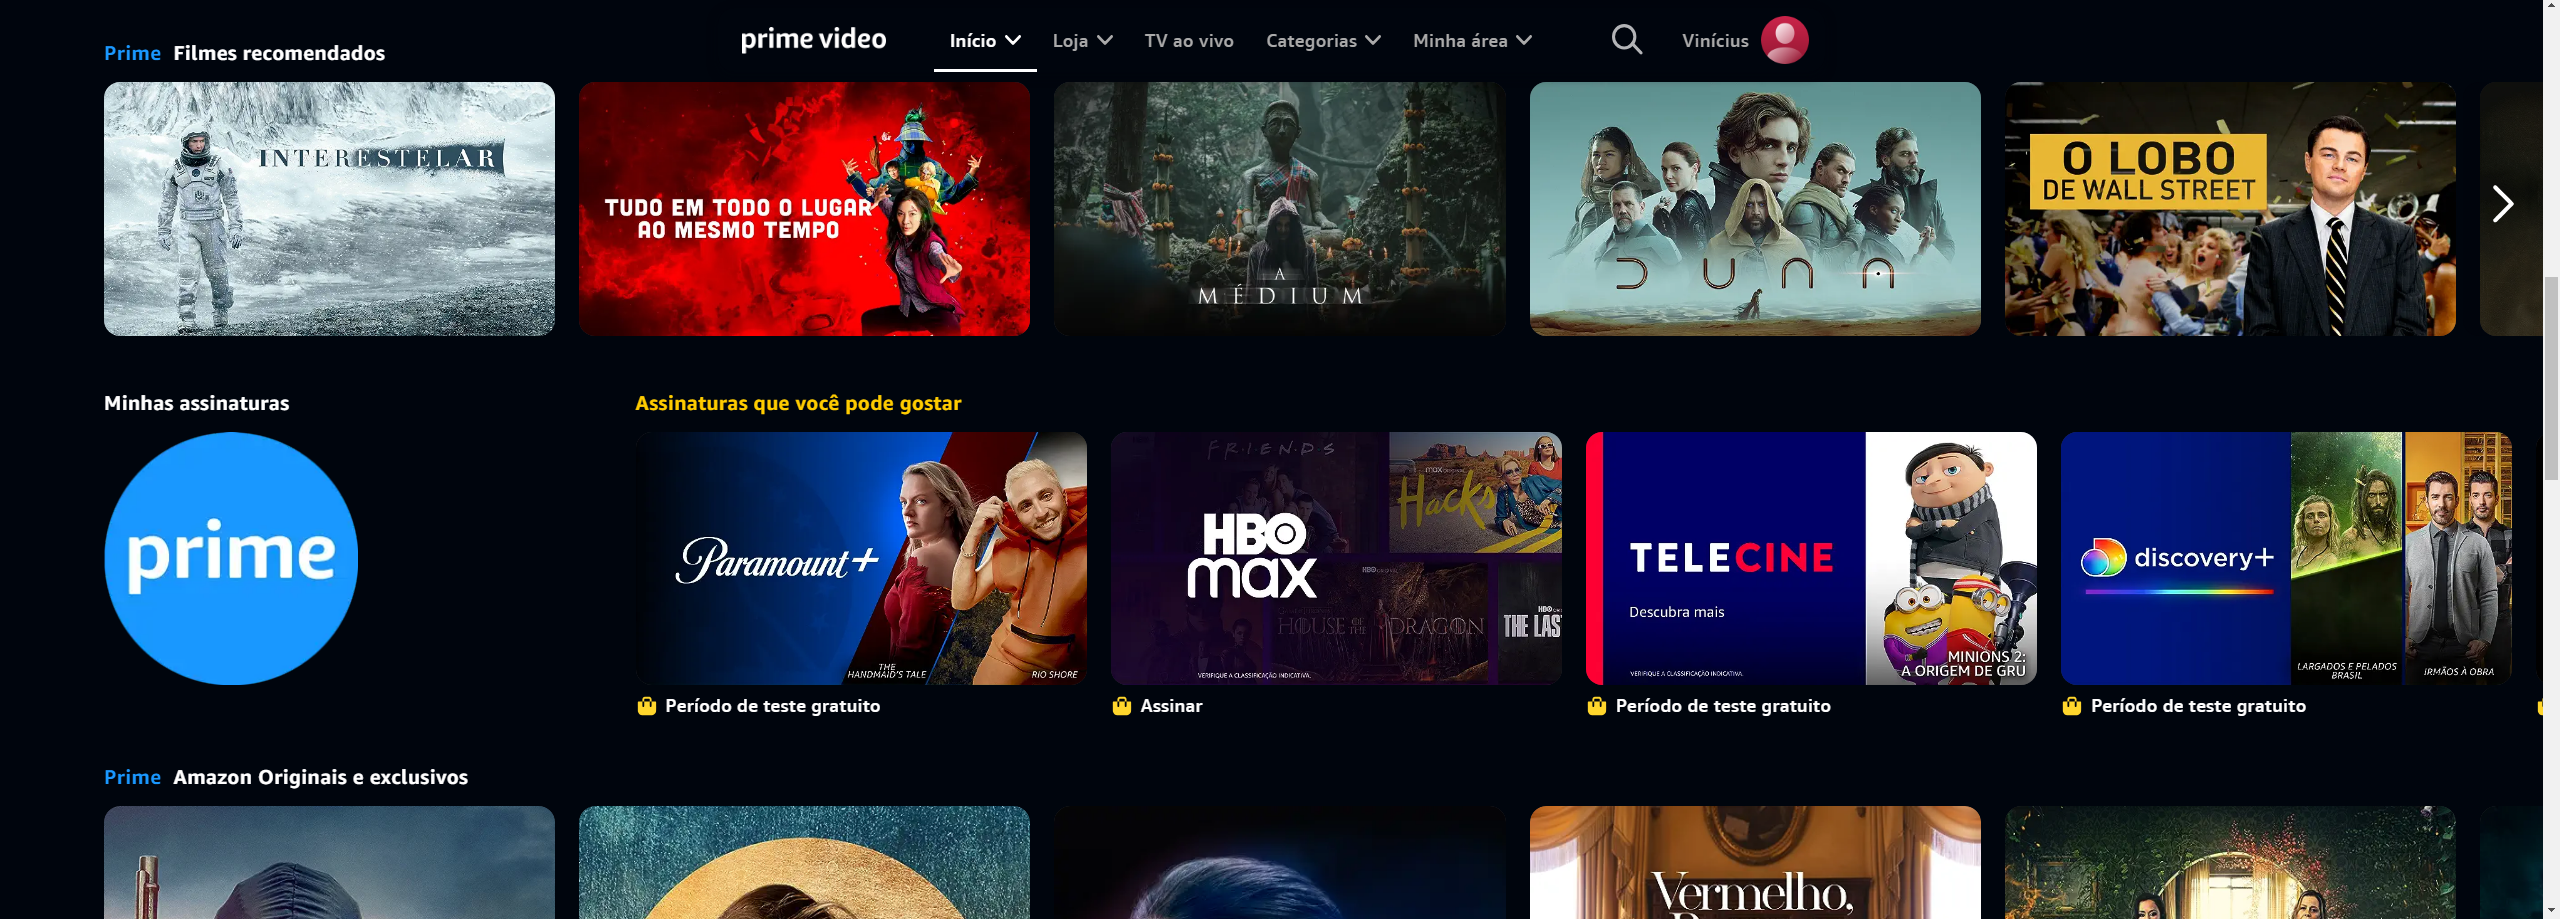 prime video
Início
Loja
TV ao vivo
Categorias
Minha área
Vinícius
Prime Filmes recomendados
INTERESTELAR
TUDO EM TODO O LUGAR
AO MESMO TEMPO
A
MÉDIUM
DUNA
O LOBO
DE WALL STREET
Minhas assinaturas
prime
Assinaturas que você pode gostar
Paramount+
THE
HANDMAID'S TALE
RIO SHORE
Período de teste gratuito
FRIENDS
max ORIGINAL
Hacks
HBO
max
HOUSE OF THE DRAGON
THE LAS
VERIFIQUE A CLASSIFICAÇÃO INDICATIVA.
Assinar
TELECINE
Descubra mais
VERIFIQUE A CLASSIFICAÇÃO INDICATIVA.
MINIONS 2:
A ORIGEM DE GRU
Período de teste gratuito
discovery+
LARGADOS E PELADOS
BRASIL
IRMÃOS À OBRA
Período de teste gratuito
Prime Amazon Originais e exclusivos
Vermelho,